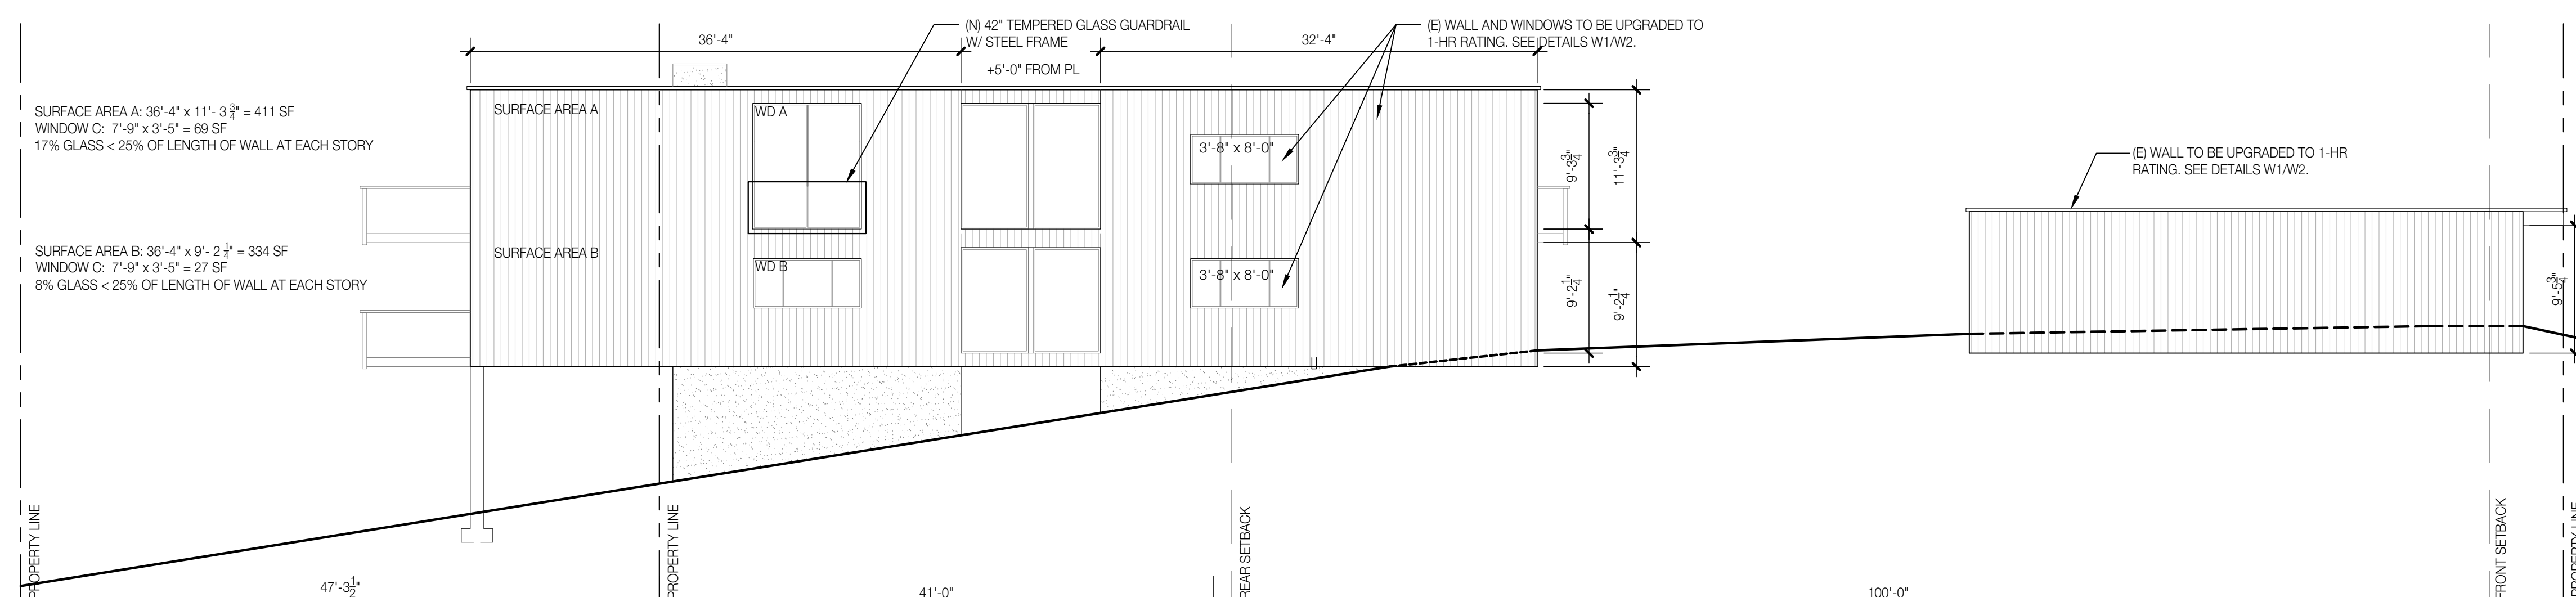 36'-4"
(N) 42" TEMPERED GLASS GUARDRAIL
W/ STEEL FRAME
+5'-0" FROM PL
32'-4"
(E) WALL AND WINDOWS TO BE UPGRADED TO
1-HR RATING. SEE DETAILS W1/W2.
SURFACE AREA A: 36'-4" x 11'- 3 3/4" = 411 SF
WINDOW C: 7'-9" x 3'-5" = 69 SF
17% GLASS < 25% OF LENGTH OF WALL AT EACH STORY
SURFACE AREA A
WD A
3'-8" x 8'-0"
9'-3 3/4"
11'-3 3/4"
(E) WALL TO BE UPGRADED TO 1-HR
RATING. SEE DETAILS W1/W2.
SURFACE AREA B: 36'-4" x 9'- 2 1/4" = 334 SF
WINDOW C: 7'-9" x 3'-5" = 27 SF
8% GLASS < 25% OF LENGTH OF WALL AT EACH STORY
SURFACE AREA B
WD B
3'-8" x 8'-0"
9'-2 1/4"
9'-2 1/4"
9'-5 3/4"
PROPERTY LINE
PROPERTY LINE
REAR SETBACK
FRONT SETBACK
PROPERTY LINE
47'-3 1/2"
41'-0"
100'-0"